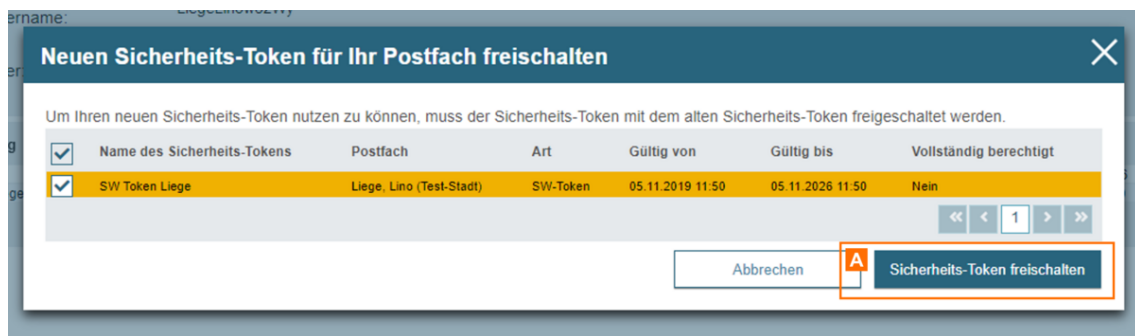 ername:
Neuen Sicherheits-Token für Ihr Postfach freischalten
er:
Um Ihren neuen Sicherheits-Token nutzen zu können, muss der Sicherheits-Token mit dem alten Sicherheits-Token freigeschaltet werden.
g
Name des Sicherheits-Tokens Postfach Art Gültig von Gültig bis Vollständig berechtigt
SW Token Liege Liege, Lino (Test-Stadt) SW-Token 05.11.2019 11:50 05.11.2026 11:50 Nein
ge
« < 1 > »
Abbrechen A Sicherheits-Token freischalten